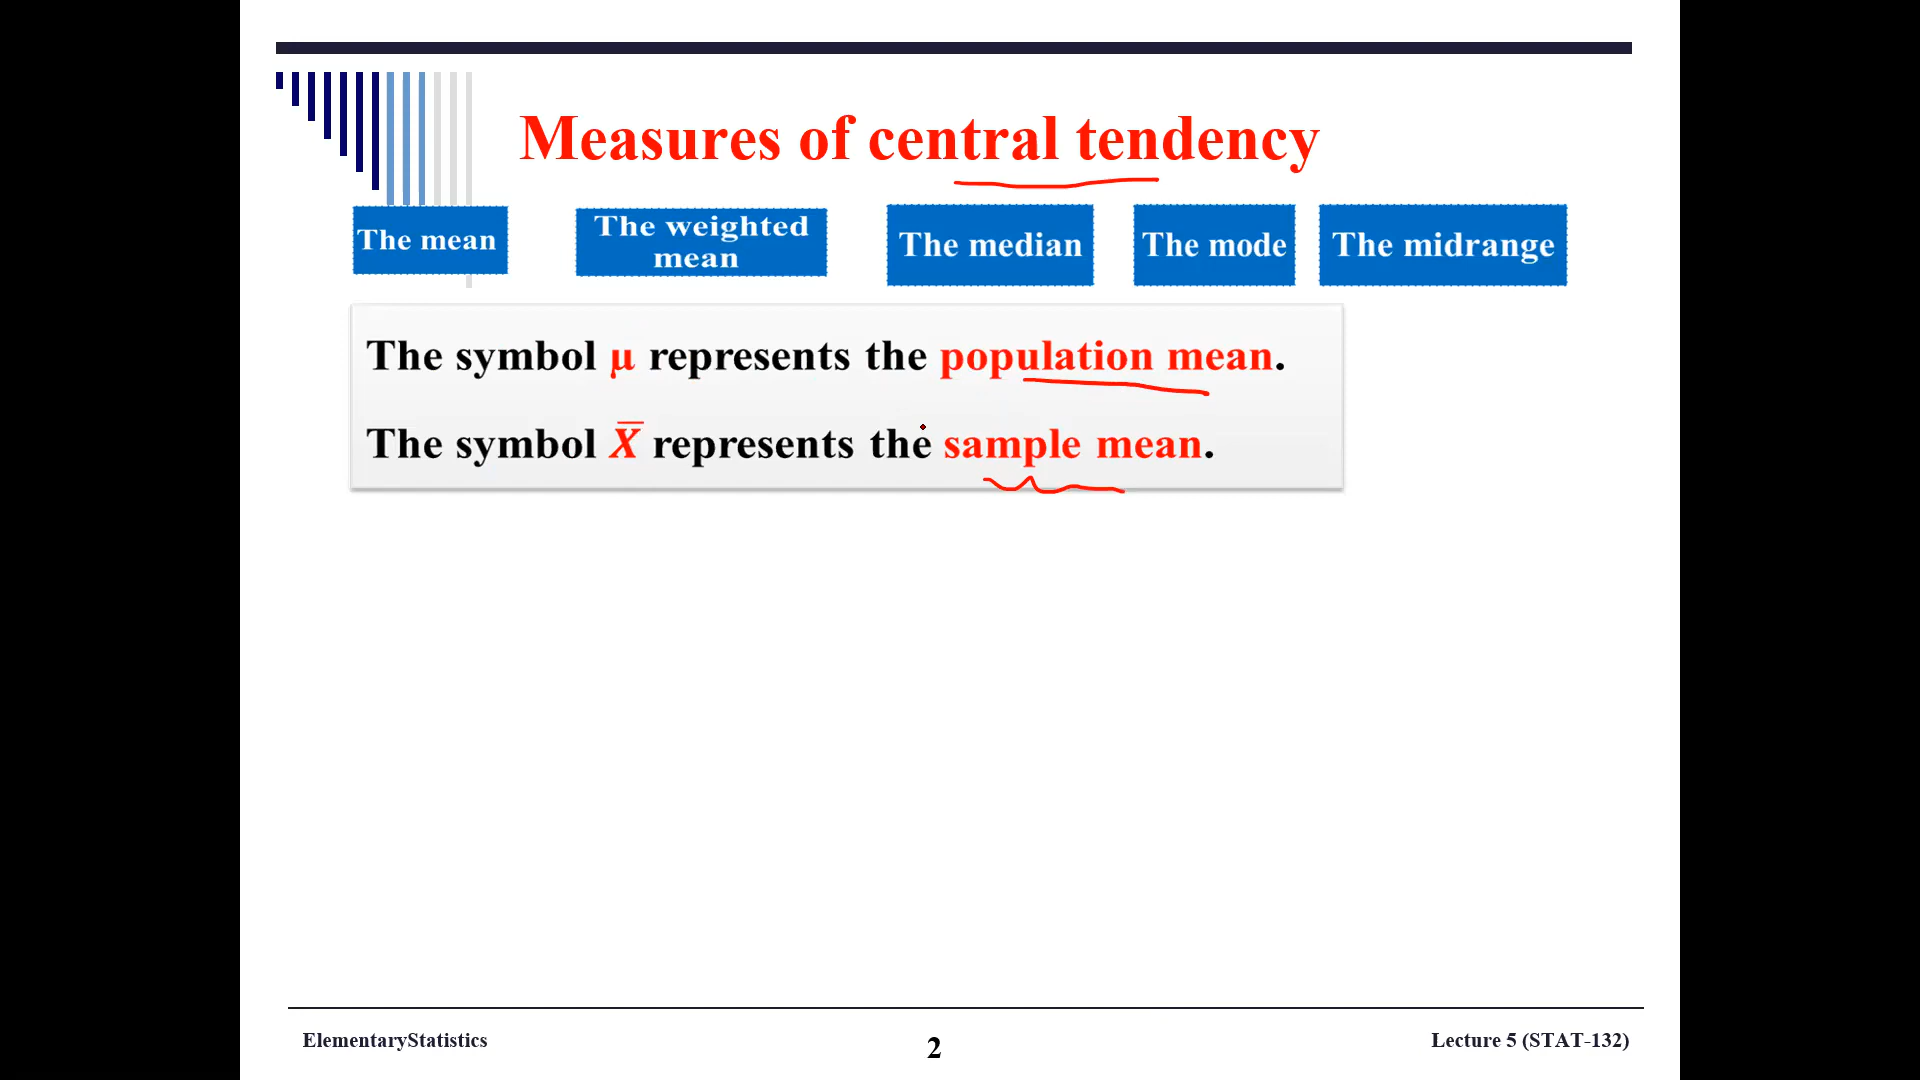 Measures of central tendency
The mean
The weighted
mean
The median
The mode
The midrange
The symbol μ represents the population mean.
The symbol X̅ represents the sample mean.
ElementaryStatistics
2
Lecture 5 (STAT-132)